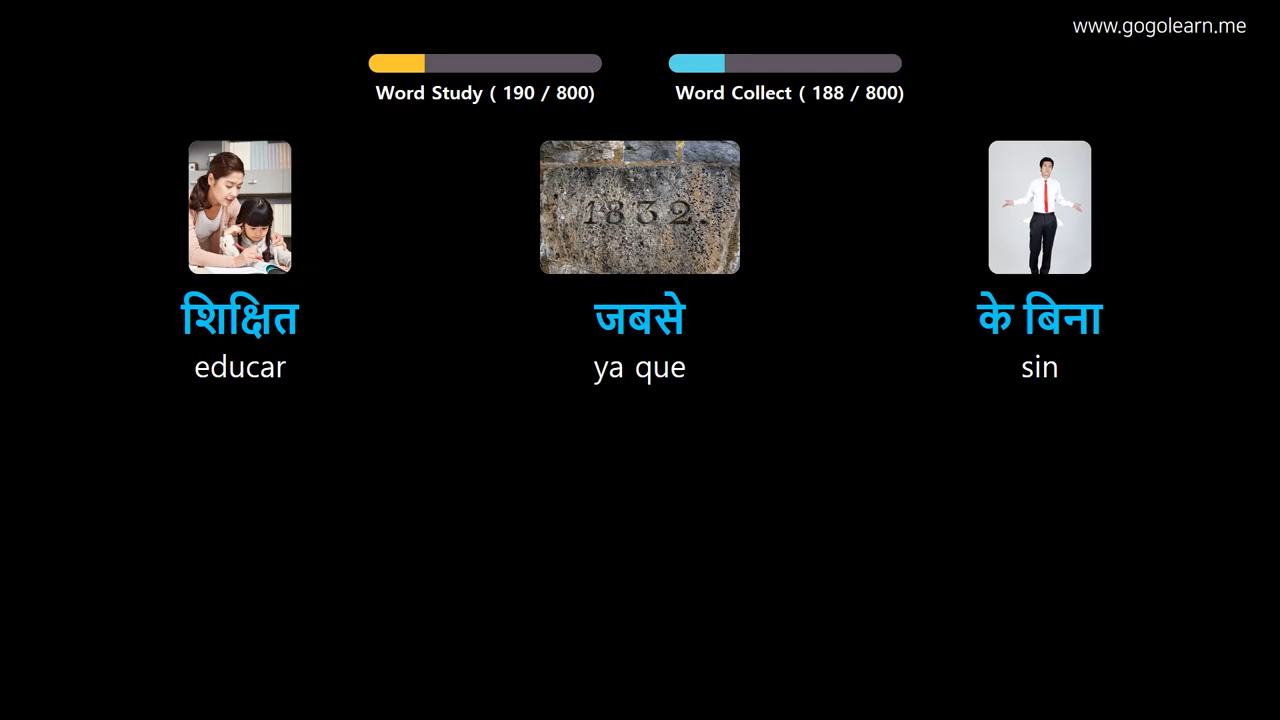 www.gogolearn.me
Word Study ( 190 / 800)
Word Collect ( 188 / 800)
1832.
शिक्षित
जबसे
के बिना
educar
ya que
sin